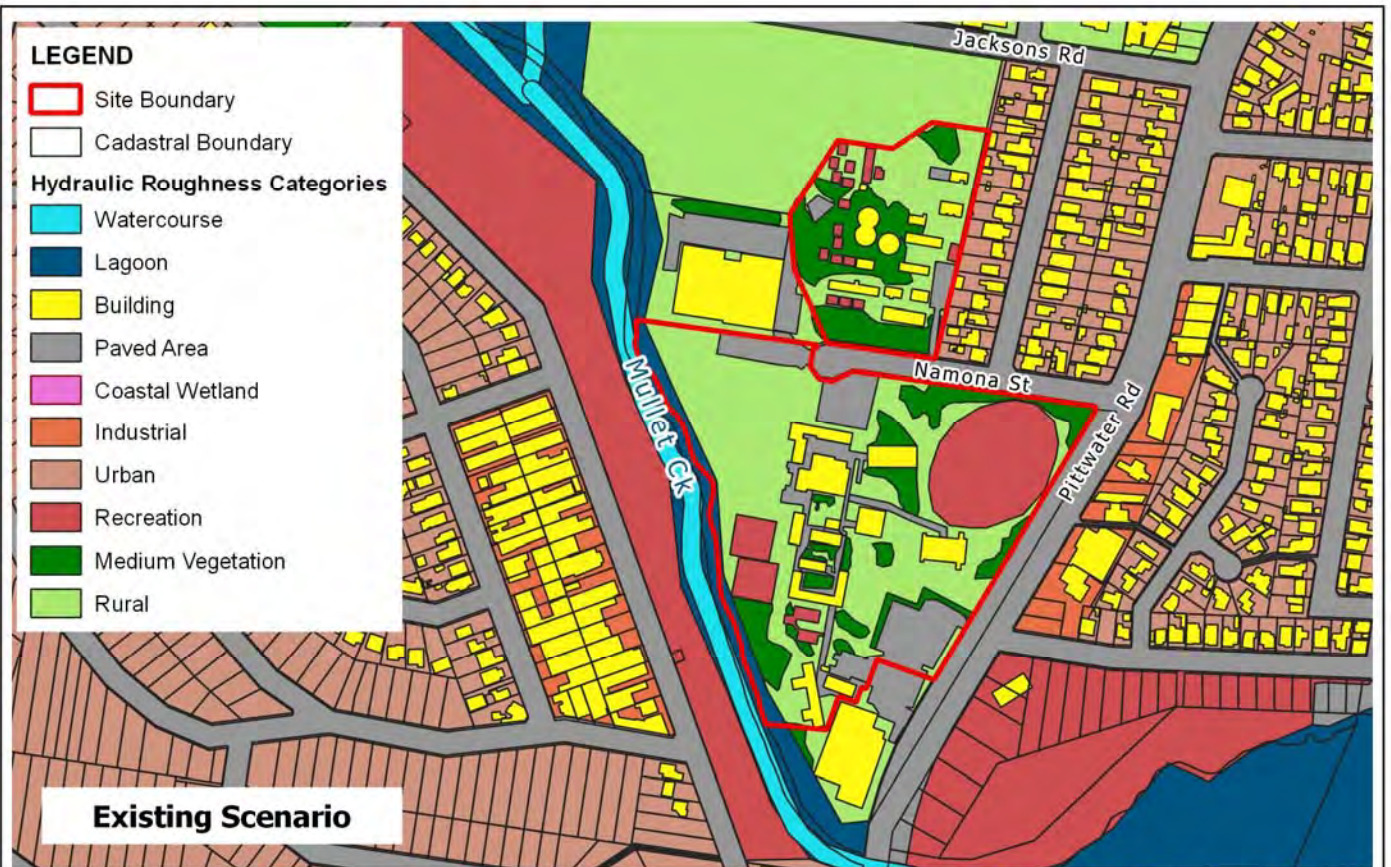 LEGEND
Site Boundary
Cadastral Boundary
Hydraulic Roughness Categories
Watercourse
Lagoon
Building
Paved Area
Coastal Wetland
Industrial
Urban
Recreation
Medium Vegetation
Rural
Existing Scenario
Jacksons Rd
Namona St
Mullet Ck
Pittwater Rd